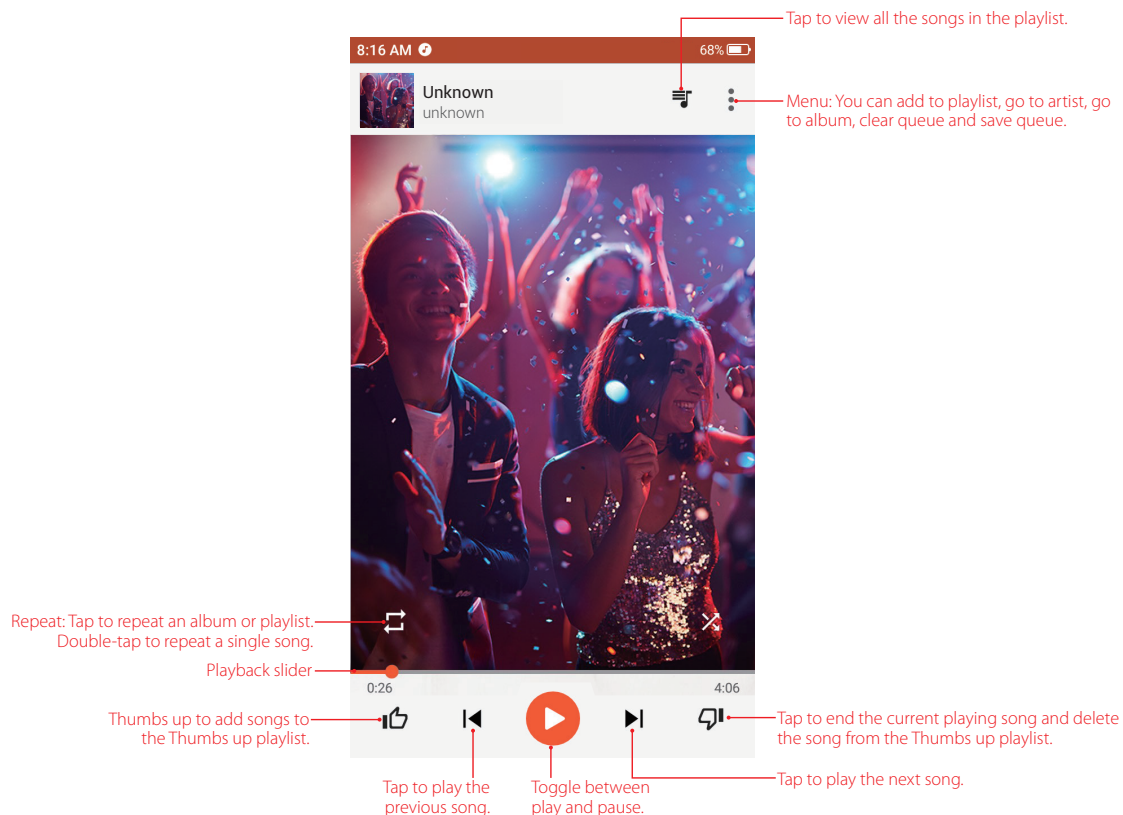 Tap to view all the songs in the playlist.
8:16 AM
68%
Unknown
unknown
Menu: You can add to playlist, go to artist, go
to album, clear queue and save queue.
Repeat: Tap to repeat an album or playlist.
Double-tap to repeat a single song.
Playback slider
0:26
4:06
Thumbs up to add songs to
the Thumbs up playlist.
Tap to end the current playing song and delete
the song from the Thumbs up playlist.
Tap to play the
previous song.
Toggle between
play and pause.
Tap to play the next song.